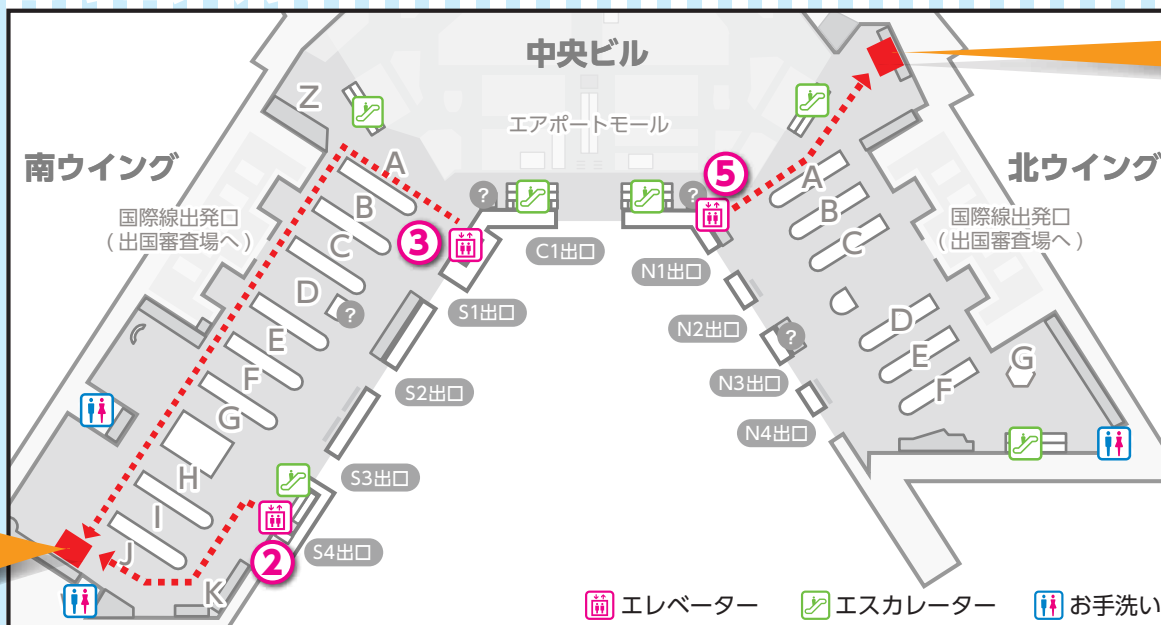 中央ビル
エアポートモール
南ウイング
北ウイング
国際線出発口
(出国審査場へ)
国際線出発口
(出国審査場へ)
Z
A
B
C
D
E
F
G
H
I
J
K
A
B
C
D
E
F
G
?
?
?
?
③
⑤
②
C1出口
S1出口
S2出口
S3出口
S4出口
N1出口
N2出口
N3出口
N4出口
エレベーター
エスカレーター
お手洗い